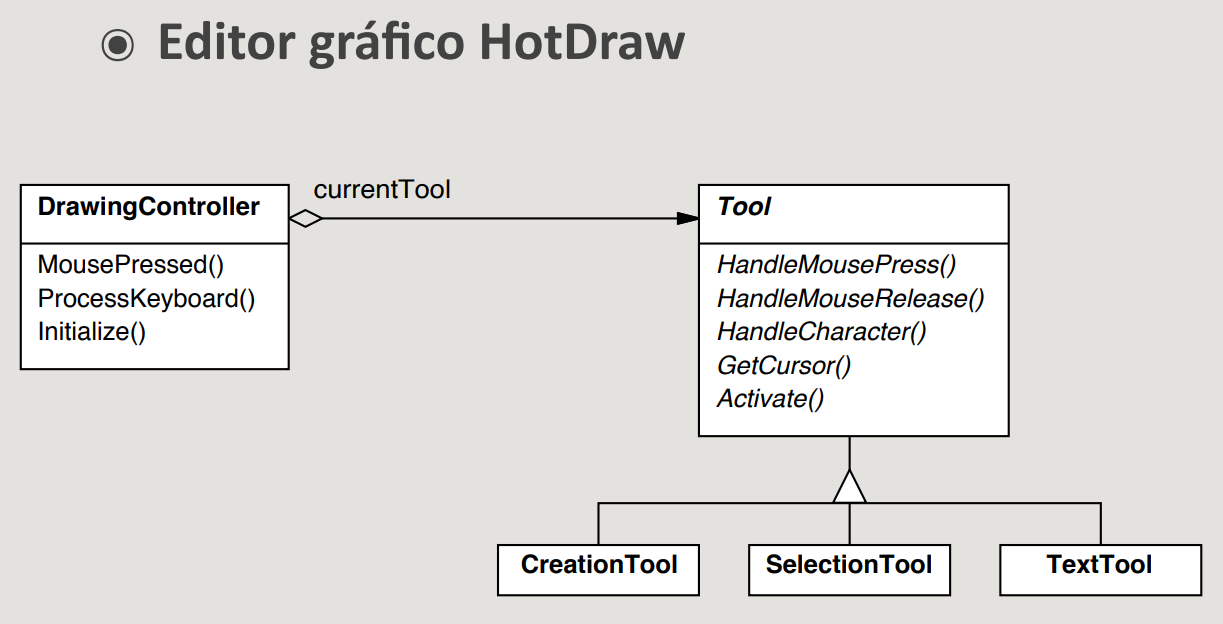 Editor gráfico HotDraw
currentTool
DrawingController
MousePressed()
ProcessKeyboard()
Initialize()
Tool
HandleMousePress()
HandleMouseRelease()
HandleCharacter()
GetCursor()
Activate()
CreationTool
SelectionTool
TextTool